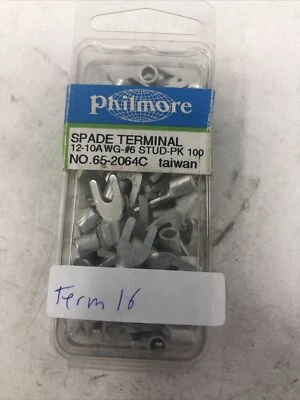 Philmore
SPADE TERMINAL
12-10AWG-#6 STUD-PK 100
NO.65-2064C taiwan
Term 16